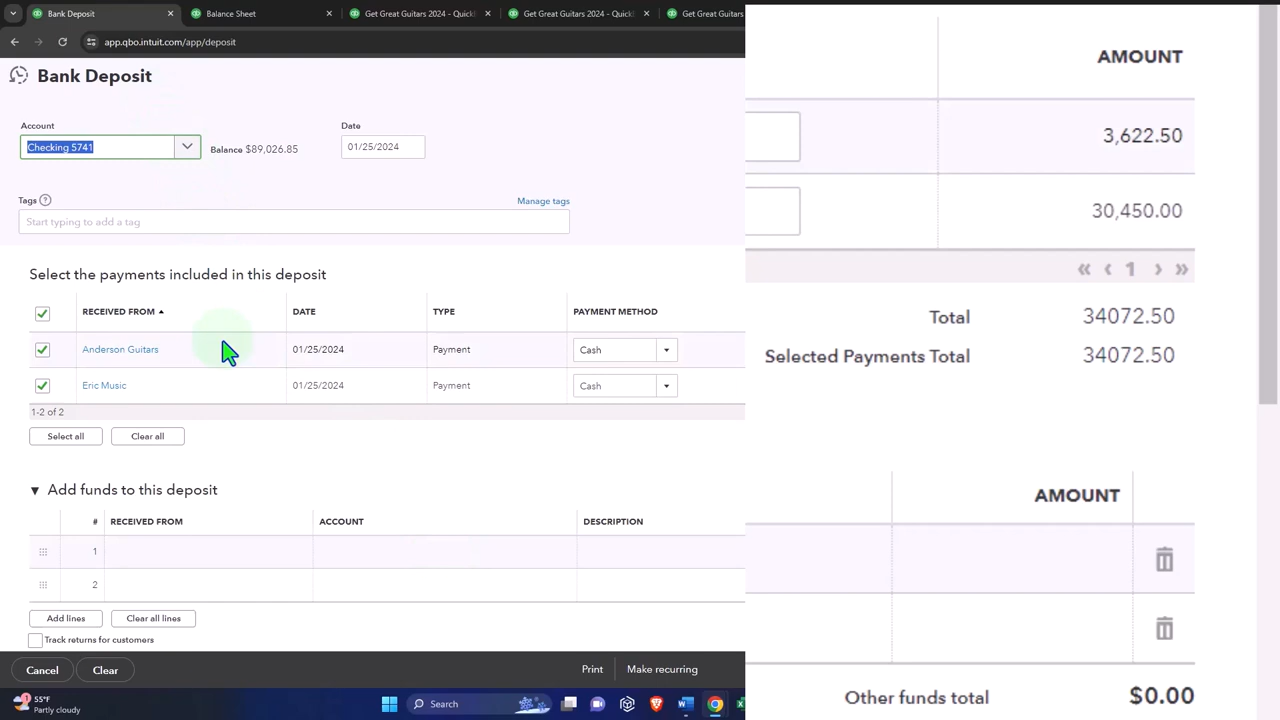 Bank Deposit
Balance Sheet
Get Great Guitars 2024 - QuickB
Get Great Guitars 2024 - QuickB
Get Great Guitars
app.qbo.intuit.com/app/deposit
Bank Deposit
Account
Date
Checking 5741
Balance $89,026.85
01/25/2024
Tags ?
Manage tags
Start typing to add a tag
Select the payments included in this deposit
RECEIVED FROM DATE TYPE PAYMENT METHOD
Anderson Guitars 01/25/2024 Payment Cash
Eric Music 01/25/2024 Payment Cash
1-2 of 2
Select all Clear all
Add funds to this deposit
# RECEIVED FROM ACCOUNT DESCRIPTION
1
2
Add lines Clear all lines
Track returns for customers
Cancel Clear Print Make recurring
1
55°F
Partly cloudy
Search
AMOUNT
3,622.50
30,450.00
« ‹ 1 › »
Total 34072.50
Selected Payments Total 34072.50
AMOUNT
Other funds total $0.00